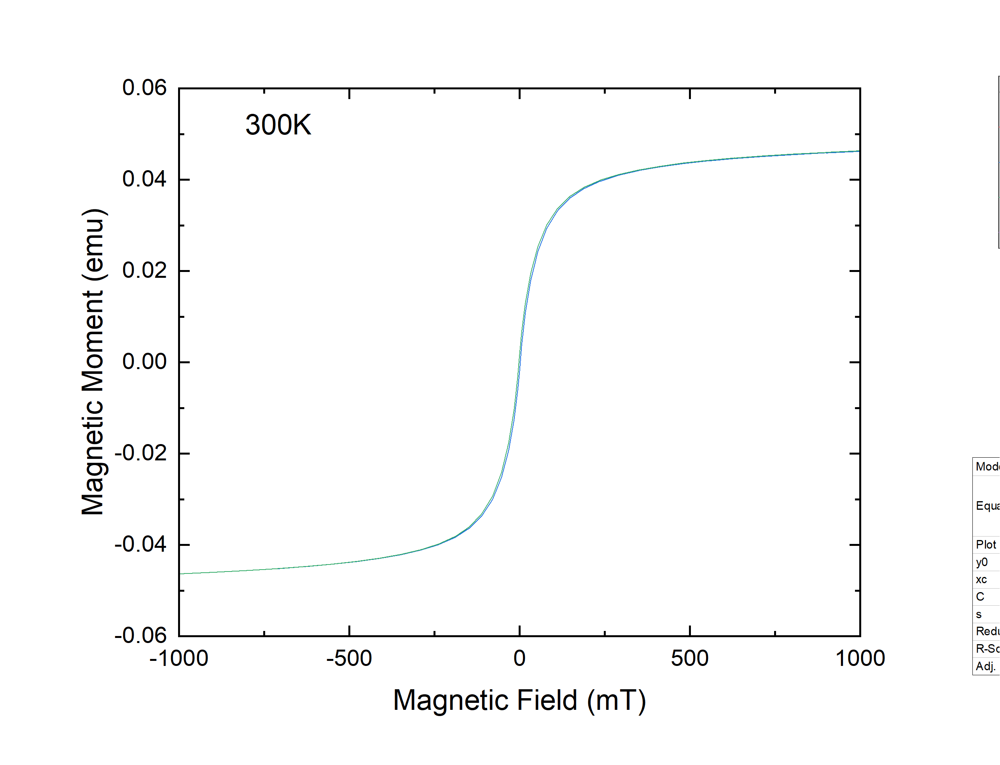 0.06
300K
0.04
0.02
0.00
-0.02
-0.04
-0.06
Magnetic Moment (emu)
-1000 -500 0 500 1000
Magnetic Field (mT)
Plot
y0
xc
C
s
Adj.